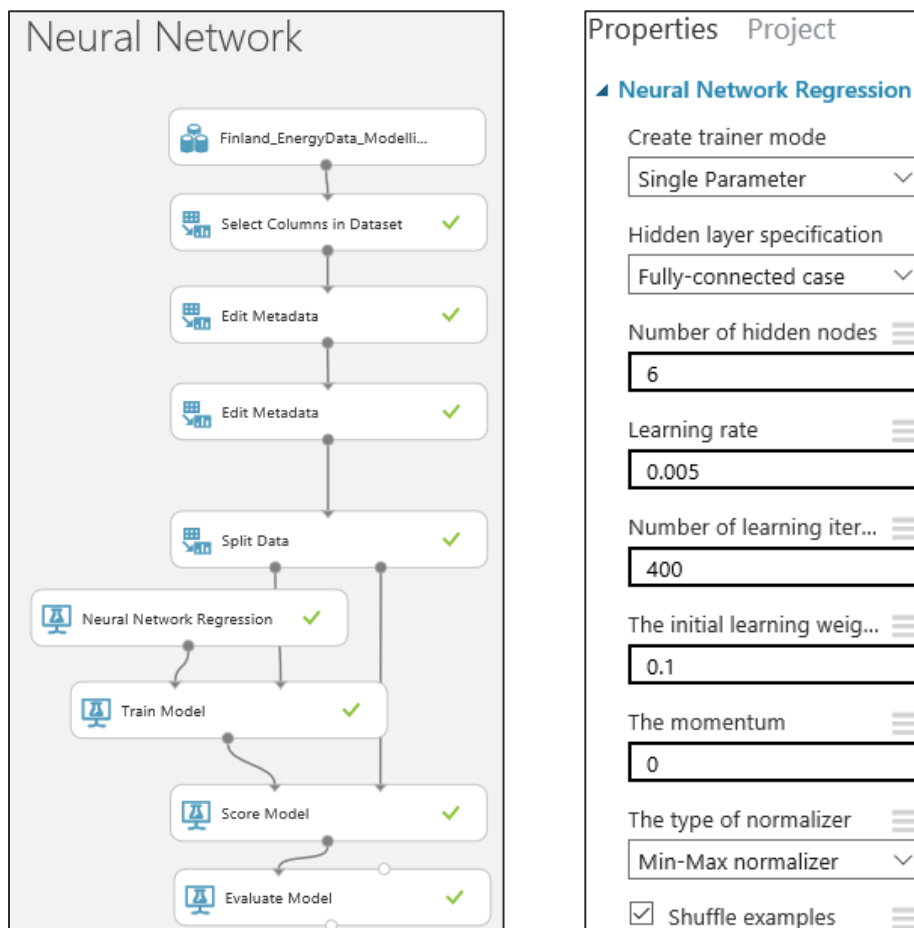 Neural Network
Finland_EnergyData_Modelli...
Select Columns in Dataset
Edit Metadata
Edit Metadata
Split Data
Neural Network Regression
Train Model
Score Model
Evaluate Model
Properties Project
Neural Network Regression
Create trainer mode
Single Parameter
Hidden layer specification
Fully-connected case
Number of hidden nodes
6
Learning rate
0.005
Number of learning iter...
400
The initial learning weig...
0.1
The momentum
0
The type of normalizer
Min-Max normalizer
Shuffle examples